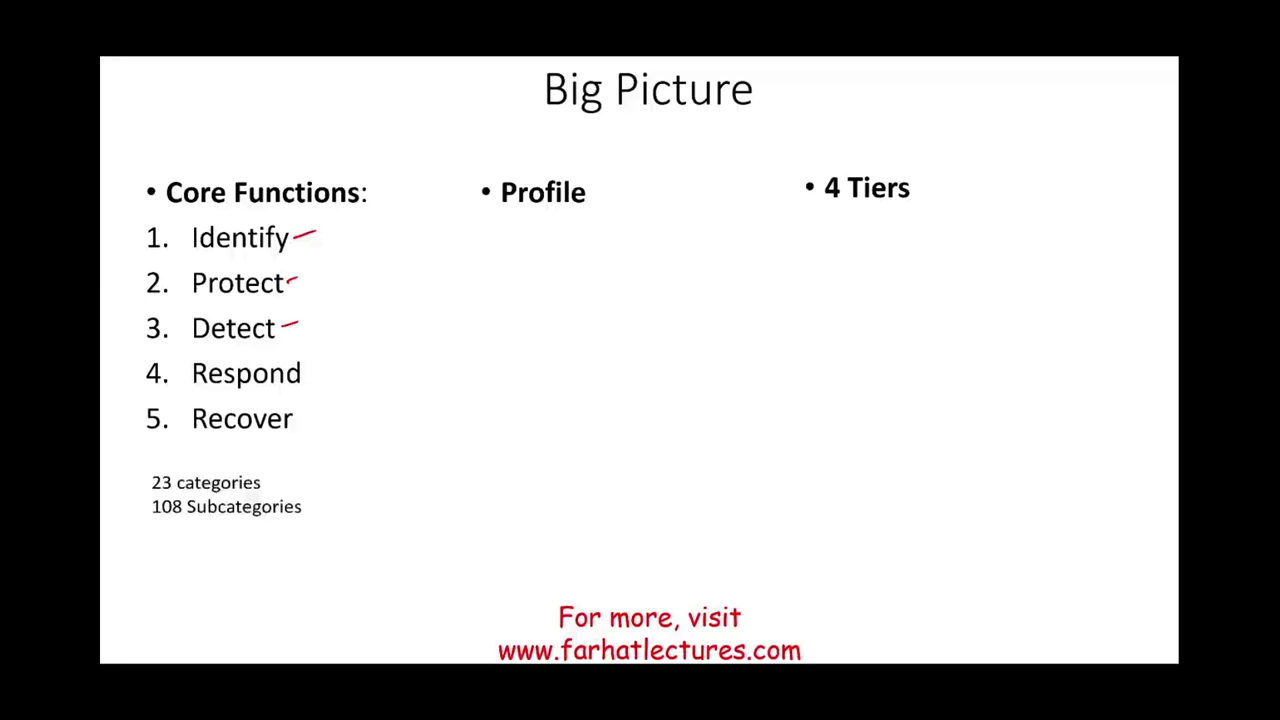 Big Picture
• Core Functions:
1. Identify
2. Protect
3. Detect
4. Respond
5. Recover
23 categories
108 Subcategories
• Profile
• 4 Tiers
For more, visit
www.farhatlectures.com